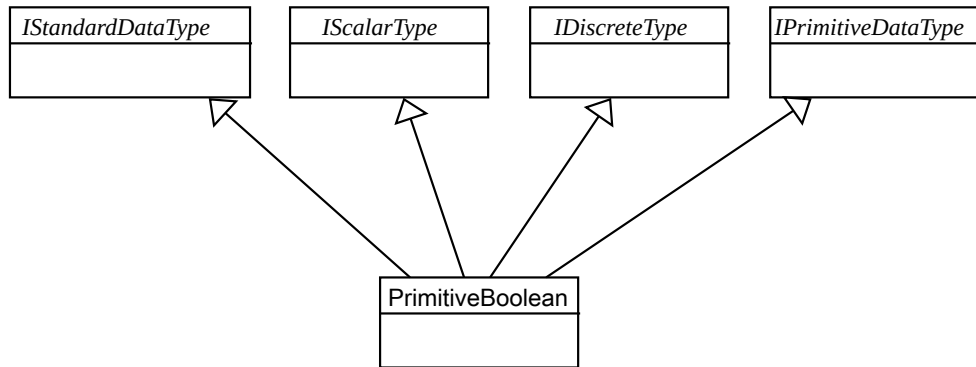 IStandardDataType
IScalarType
IDiscreteType
IPrimitiveDataType
PrimitiveBoolean